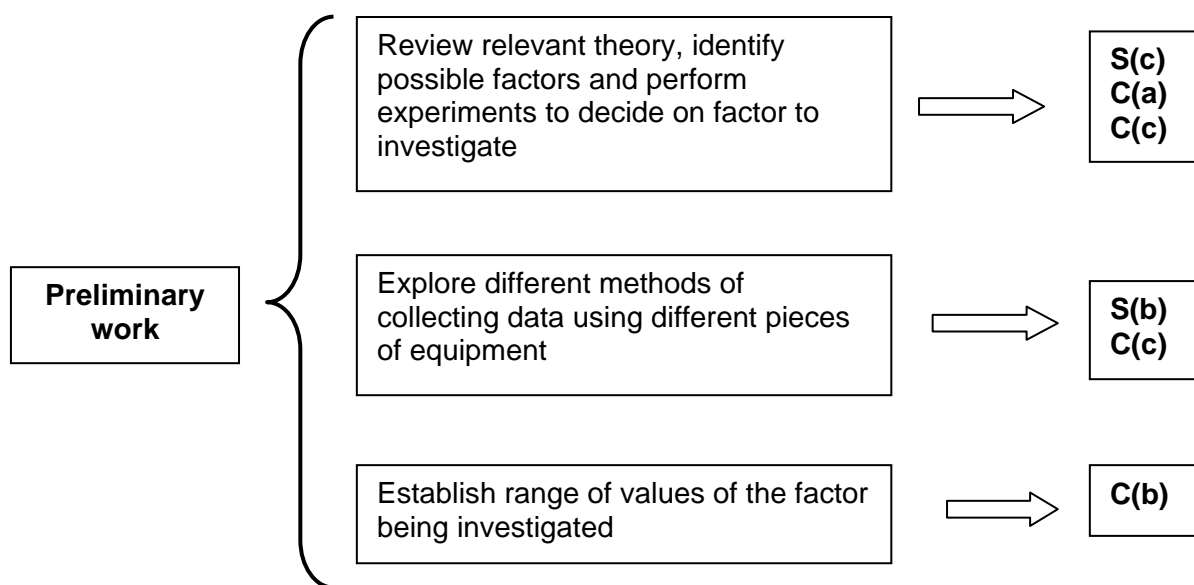 Preliminary
work
Review relevant theory, identify
possible factors and perform
experiments to decide on factor to
investigate
S(c)
C(a)
C(c)
Explore different methods of
collecting data using different pieces
of equipment
S(b)
C(c)
Establish range of values of the factor
being investigated
C(b)